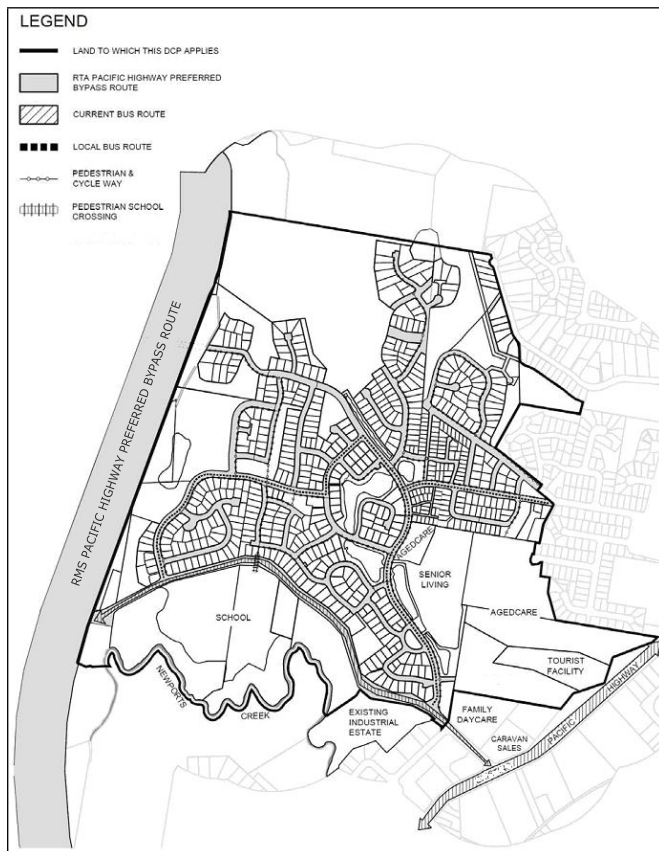 LEGEND
LAND TO WHICH THIS DCP APPLIES
RTA PACIFIC HIGHWAY PREFERRED
BYPASS ROUTE
CURRENT BUS ROUTE
LOCAL BUS ROUTE
PEDESTRIAN &
CYCLE WAY
PEDESTRIAN SCHOOL
CROSSING
RMS PACIFIC HIGHWAY PREFERRED BYPASS ROUTE
AGEDCARE
SENIOR
LIVING
AGEDCARE
SCHOOL
TOURIST
FACILITY
NEWPORTS
CREEK
EXISTING
INDUSTRIAL
ESTATE
FAMILY
DAYCARE
CARAVAN
SALES
PACIFIC
HIGHWAY